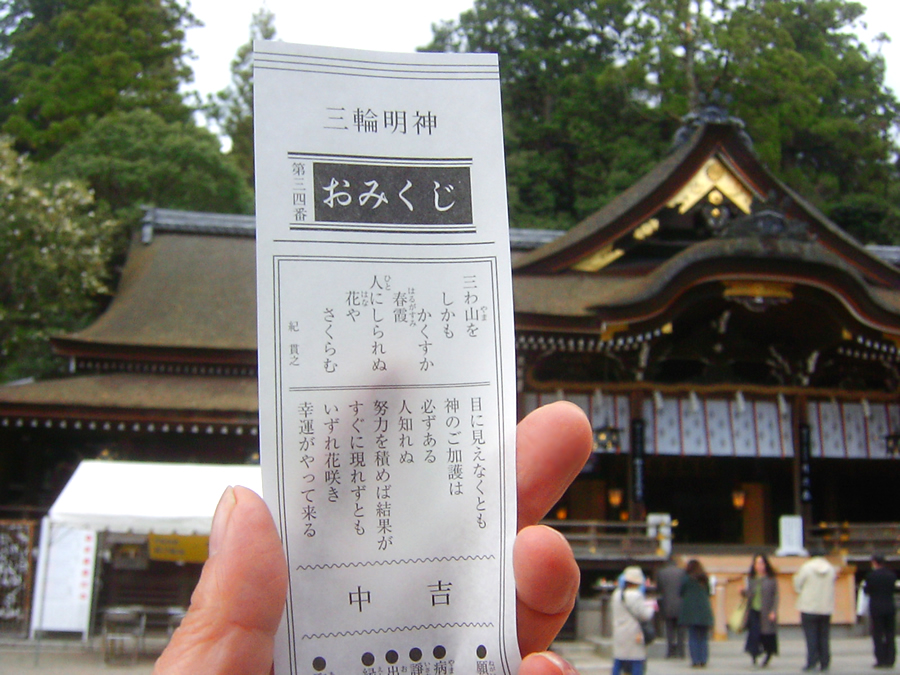 三輪明神
第三四番
おみくじ
三わ山を
しかも
かくすか
春霞
人にしられぬ
花や
さくらむ
紀 貫之
目に見えなくとも
神のご加護は
必ずある
人知れぬ
努力を積めば結果が
すぐに現れずとも
いずれ花咲き
幸運がやって来る
中吉
願
病
諍
出